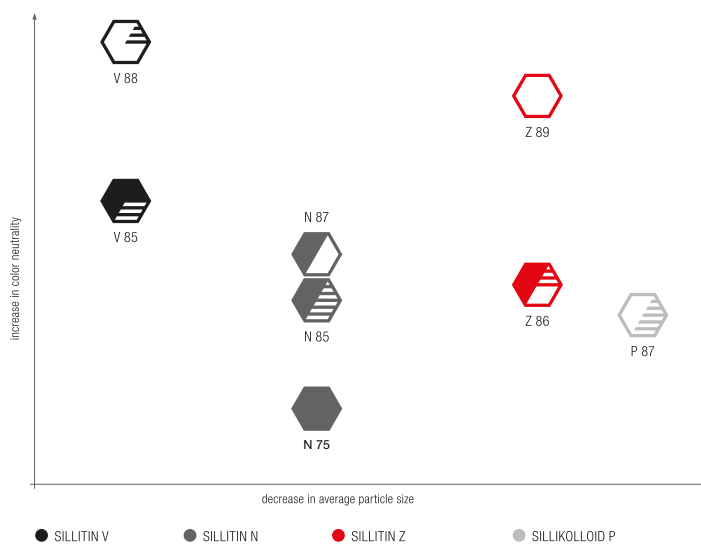 V 88
Z 89
N 87
V 85
N 85
Z 86
P 87
N 75
increase in color neutrality
decrease in average particle size
SILLITIN V
SILLITIN N
SILLITIN Z
SILLIKOLLOID P